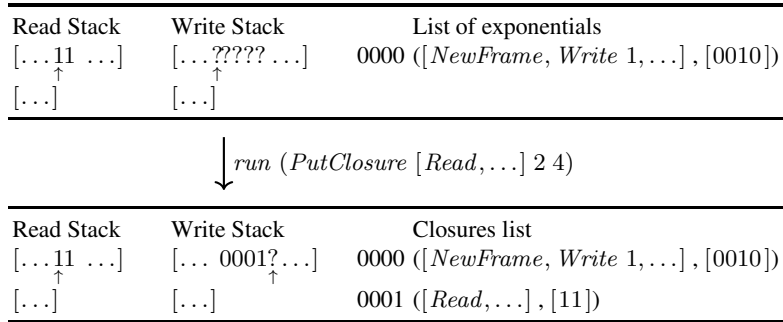 Read Stack Write Stack List of exponentials
[...11 ...] [...?????...] 0000 ([NewFrame, Write 1,...] , [0010])
↑ ↑
[...] [...]
↓ run (PutClosure [Read,...] 2 4)
Read Stack Write Stack Closures list
[...11 ...] [... 0001?...] 0000 ([NewFrame, Write 1,...] , [0010])
↑ ↑
[...] [...] 0001 ([Read,...] , [11])